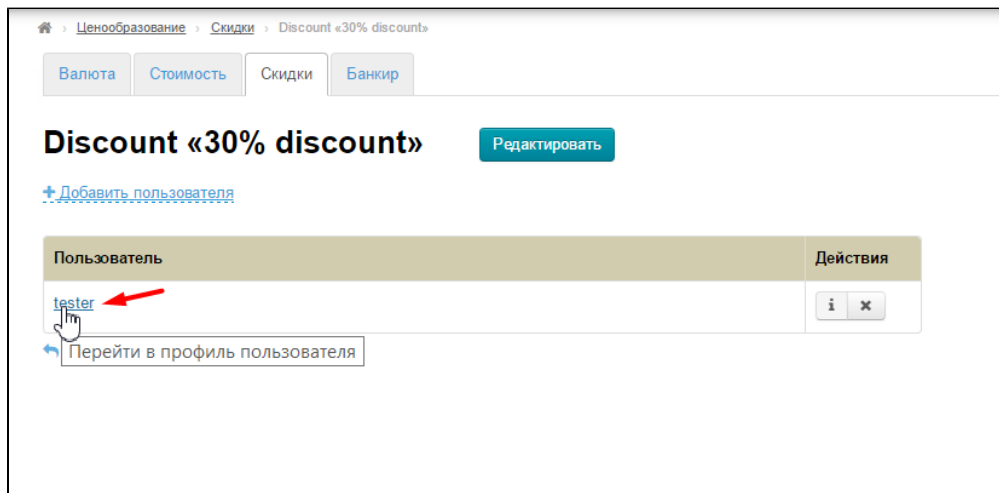 › Ценообразование › Скидки › Discount «30% discount»
Валюта Стоимость Скидки Банкир
Discount «30% discount» Редактировать
+ Добавить пользователя
Пользователь Действия
tester i ×
Перейти в профиль пользователя